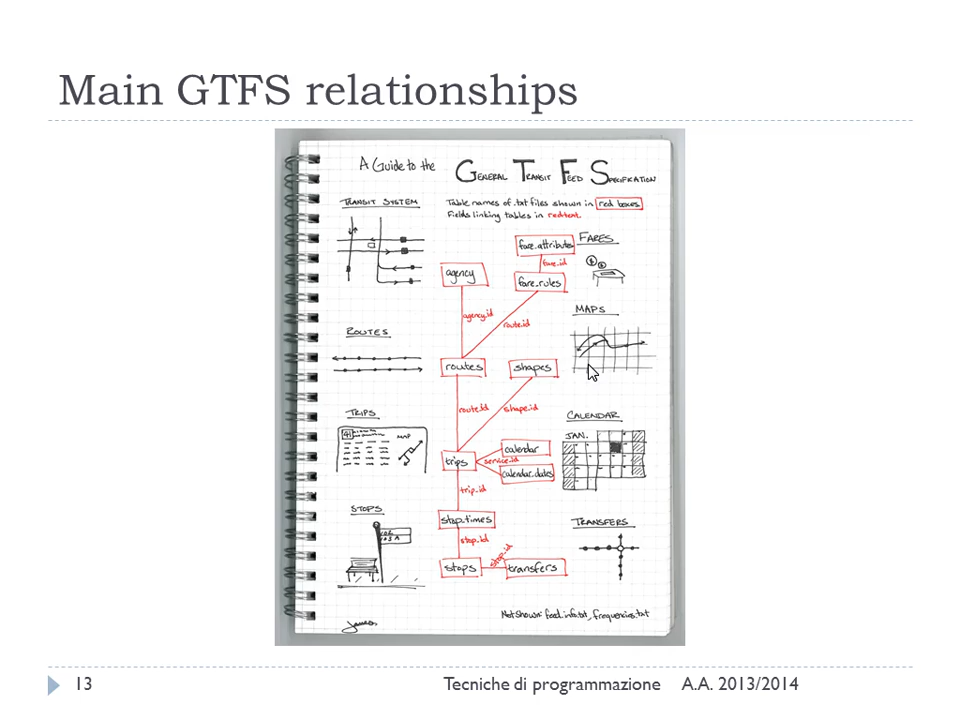 Main GTFS relationships
A Guide to the GENERAL TRANSIT FEED SPECIFICATION
TRANSIT SYSTEM
Table names of .txt files shown in red boxes
Fields linking tables in red text.
FARES
fare_attributes
fare_id
agency
fare_rules
MAPS
agency_id
route_id
ROUTES
routes
shapes
TRIPS
route_id
shape_id
CALENDAR
JAN.
MAP
calendar
trips
service_id
calendar_dates
trip_id
STOPS
stop_times
TRANSFERS
stop_id
stop_id
stops
transfers
Not Shown: feed_info.txt, frequencies.txt
James
13
Tecniche di programmazione
A.A. 2013/2014